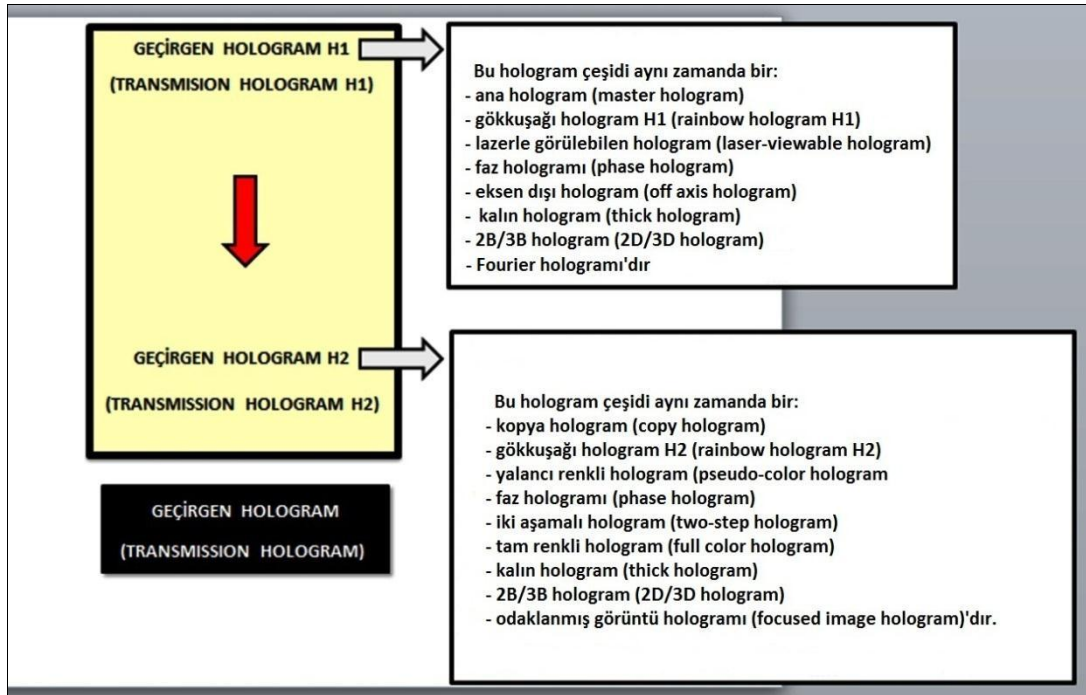 GEÇİRGEN HOLOGRAM H1
(TRANSMISION HOLOGRAM H1)
Bu hologram çeşidi aynı zamanda bir:
- ana hologram (master hologram)
- gökkuşağı hologram H1 (rainbow hologram H1)
- lazerle görülebilen hologram (laser-viewable hologram)
- faz hologramı (phase hologram)
- eksen dışı hologram (off axis hologram)
- kalın hologram (thick hologram)
- 2B/3B hologram (2D/3D hologram)
- Fourier hologramı'dır
GEÇİRGEN HOLOGRAM H2
(TRANSMISSION HOLOGRAM H2)
Bu hologram çeşidi aynı zamanda bir:
- kopya hologram (copy hologram)
- gökkuşağı hologram H2 (rainbow hologram H2)
- yalancı renkli hologram (pseudo-color hologram
- faz hologramı (phase hologram)
- iki aşamalı hologram (two-step hologram)
- tam renkli hologram (full color hologram)
- kalın hologram (thick hologram)
- 2B/3B hologram (2D/3D hologram)
- odaklanmış görüntü hologramı (focused image hologram)'dır.
GEÇİRGEN HOLOGRAM
(TRANSMISSION HOLOGRAM)